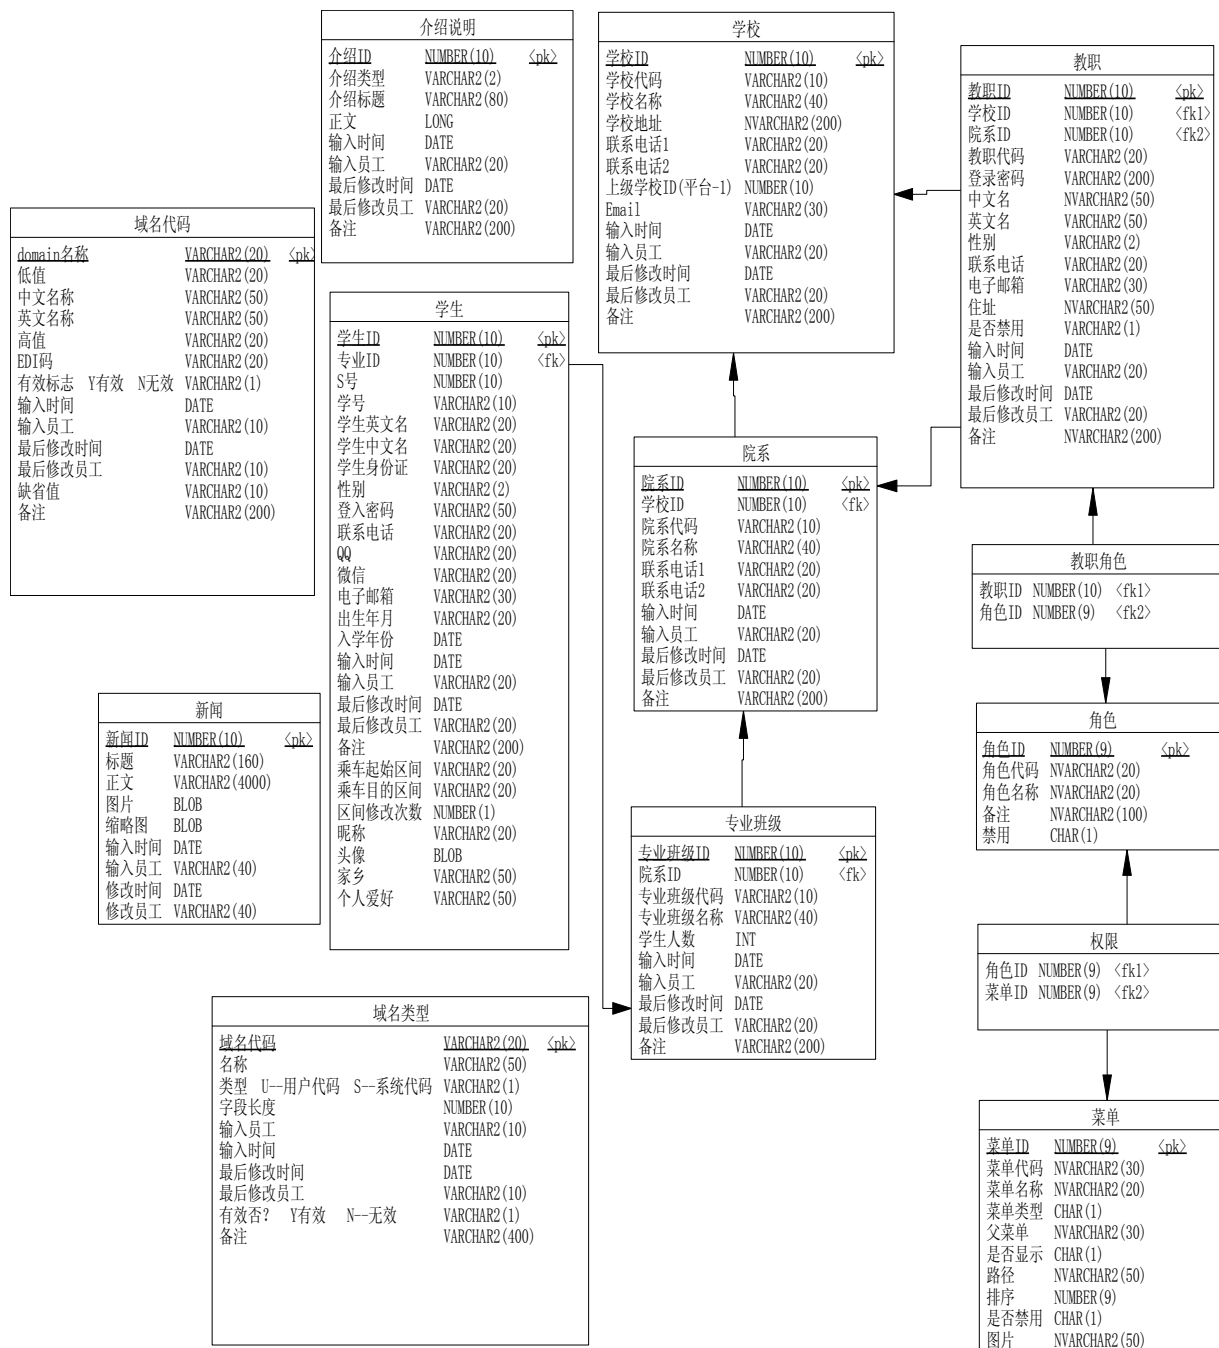 介绍说明
介绍ID NUMBER(10) <pk>
介绍类型 VARCHAR2(2)
介绍标题 VARCHAR2(80)
正文 LONG
输入时间 DATE
输入员工 VARCHAR2(20)
最后修改时间 DATE
最后修改员工 VARCHAR2(20)
备注 VARCHAR2(200)
学校
学校ID NUMBER(10) <pk>
学校代码 VARCHAR2(10)
学校名称 VARCHAR2(40)
学校地址 NVARCHAR2(200)
联系电话1 VARCHAR2(20)
联系电话2 VARCHAR2(20)
上级学校ID(平台-1) NUMBER(10)
Email VARCHAR2(30)
输入时间 DATE
输入员工 VARCHAR2(20)
最后修改时间 DATE
最后修改员工 VARCHAR2(20)
备注 VARCHAR2(200)
教职
教职ID NUMBER(10) <pk>
学校ID NUMBER(10) <fk1>
院系ID NUMBER(10) <fk2>
教职代码 VARCHAR2(20)
登录密码 VARCHAR2(200)
中文名 NVARCHAR2(50)
英文名 VARCHAR2(50)
性别 VARCHAR2(2)
联系电话 VARCHAR2(20)
电子邮箱 VARCHAR2(30)
住址 NVARCHAR2(50)
是否禁用 VARCHAR2(1)
输入时间 DATE
输入员工 VARCHAR2(20)
最后修改时间 DATE
最后修改员工 VARCHAR2(20)
备注 NVARCHAR2(200)
域名代码
domain名称 VARCHAR2(20) <pk>
低值 VARCHAR2(20)
中文名称 VARCHAR2(50)
英文名称 VARCHAR2(50)
高值 VARCHAR2(20)
EDI码 VARCHAR2(20)
有效标志 Y有效 N无效 VARCHAR2(1)
输入时间 DATE
输入员工 VARCHAR2(10)
最后修改时间 DATE
最后修改员工 VARCHAR2(10)
缺省值 VARCHAR2(10)
备注 VARCHAR2(200)
学生
学生ID NUMBER(10) <pk>
专业ID NUMBER(10) <fk>
S号 NUMBER(10)
学号 VARCHAR2(10)
学生英文名 VARCHAR2(20)
学生中文名 VARCHAR2(20)
学生身份证 VARCHAR2(20)
性别 VARCHAR2(2)
登入密码 VARCHAR2(50)
联系电话 VARCHAR2(20)
QQ VARCHAR2(20)
微信 VARCHAR2(20)
电子邮箱 VARCHAR2(30)
出生年月 VARCHAR2(20)
入学年份 DATE
输入时间 DATE
输入员工 VARCHAR2(20)
最后修改时间 DATE
最后修改员工 VARCHAR2(20)
备注 VARCHAR2(200)
乘车起始区间 VARCHAR2(20)
乘车目的区间 VARCHAR2(20)
区间修改次数 NUMBER(1)
昵称 VARCHAR2(20)
头像 BLOB
家乡 VARCHAR2(50)
个人爱好 VARCHAR2(50)
院系
院系ID NUMBER(10) <pk>
学校ID NUMBER(10) <fk>
院系代码 VARCHAR2(10)
院系名称 VARCHAR2(40)
联系电话1 VARCHAR2(20)
联系电话2 VARCHAR2(20)
输入时间 DATE
输入员工 VARCHAR2(20)
最后修改时间 DATE
最后修改员工 VARCHAR2(20)
备注 VARCHAR2(200)
教职角色
教职ID NUMBER(10) <fk1>
角色ID NUMBER(9) <fk2>
新闻
新闻ID NUMBER(10) <pk>
标题 VARCHAR2(160)
正文 VARCHAR2(4000)
图片 BLOB
缩略图 BLOB
输入时间 DATE
输入员工 VARCHAR2(40)
修改时间 DATE
修改员工 VARCHAR2(40)
角色
角色ID NUMBER(9) <pk>
角色代码 NVARCHAR2(20)
角色名称 NVARCHAR2(20)
备注 NVARCHAR2(100)
禁用 CHAR(1)
专业班级
专业班级ID NUMBER(10) <pk>
院系ID NUMBER(10) <fk>
专业班级代码 VARCHAR2(10)
专业班级名称 VARCHAR2(40)
学生人数 INT
输入时间 DATE
输入员工 VARCHAR2(20)
最后修改时间 DATE
最后修改员工 VARCHAR2(20)
备注 VARCHAR2(200)
权限
角色ID NUMBER(9) <fk1>
菜单ID NUMBER(9) <fk2>
域名类型
域名代码 VARCHAR2(20) <pk>
名称 VARCHAR2(50)
类型 U--用户代码 S--系统代码 VARCHAR2(1)
字段长度 NUMBER(10)
输入员工 VARCHAR2(10)
输入时间 DATE
最后修改时间 DATE
最后修改员工 VARCHAR2(10)
有效否? Y有效 N--无效 VARCHAR2(1)
备注 VARCHAR2(400)
菜单
菜单ID NUMBER(9) <pk>
菜单代码 NVARCHAR2(30)
菜单名称 NVARCHAR2(20)
菜单类型 CHAR(1)
父菜单 NVARCHAR2(30)
是否显示 CHAR(1)
路径 NVARCHAR2(50)
排序 NUMBER(9)
是否禁用 CHAR(1)
图片 NVARCHAR2(50)